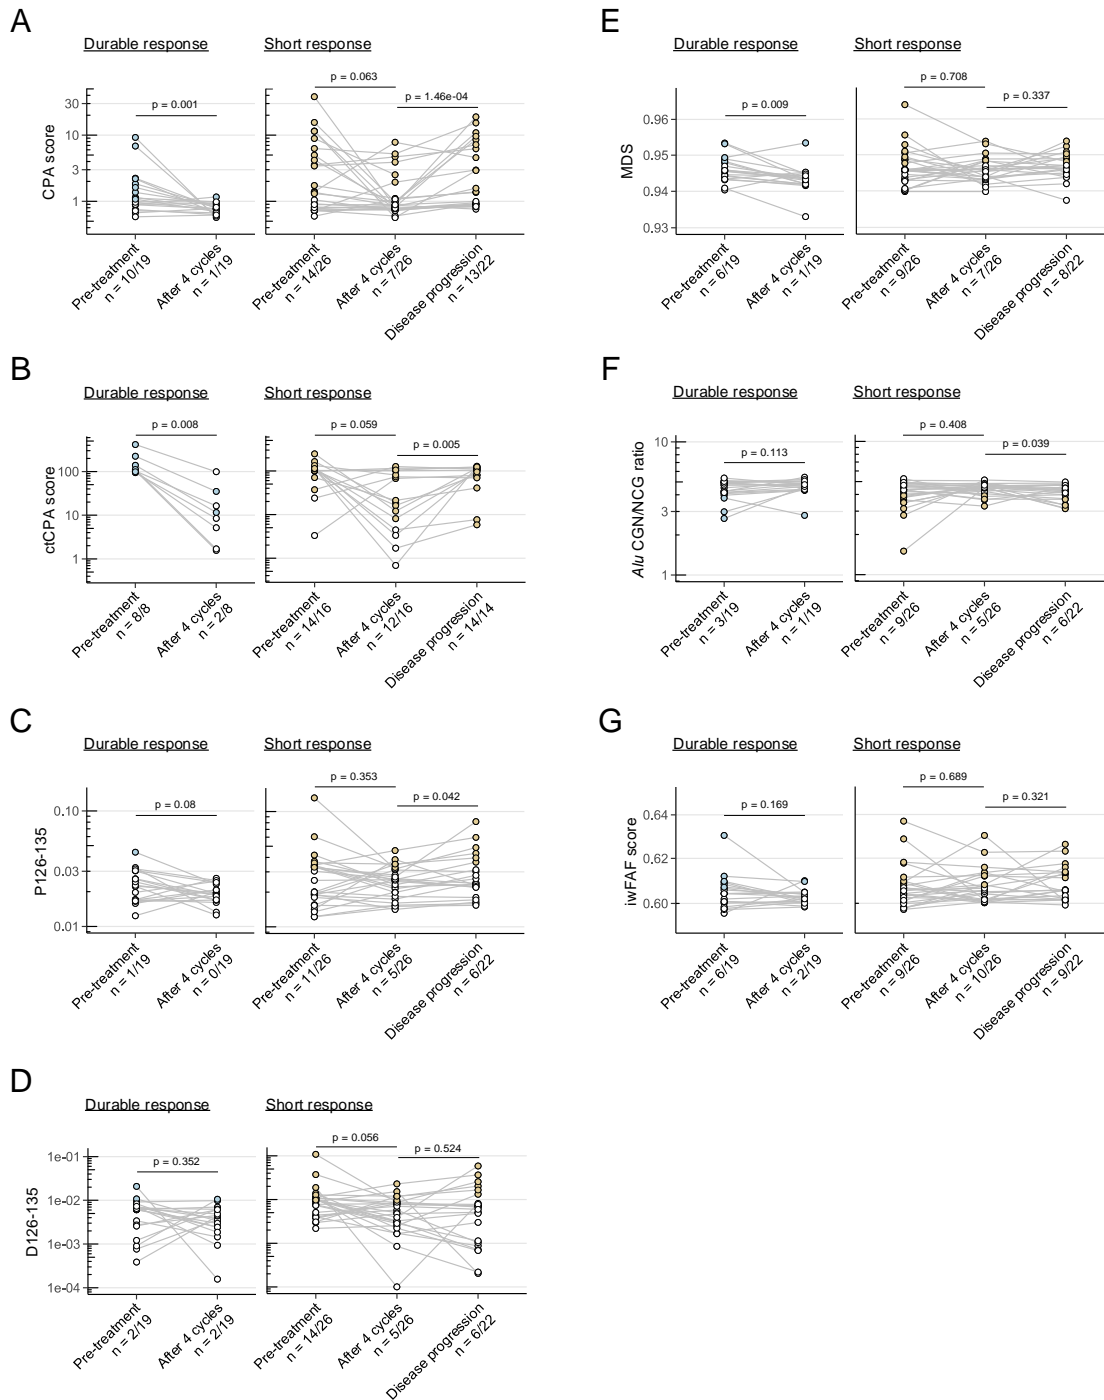 A
Durable response
Short response
CPA score
30
10
3
1
p = 0.001
p = 0.063
p = 1.46e-04
Pre-treatment
n = 10/19
After 4 cycles
n = 1/19
Pre-treatment
n = 14/26
After 4 cycles
n = 7/26
Disease progression
n = 13/22
B
Durable response
Short response
ctCPA score
100
10
1
p = 0.008
p = 0.059
p = 0.005
Pre-treatment
n = 8/8
After 4 cycles
n = 2/8
Pre-treatment
n = 14/16
After 4 cycles
n = 12/16
Disease progression
n = 14/14
C
Durable response
Short response
P126-135
0.10
0.03
0.01
p = 0.08
p = 0.353
p = 0.042
Pre-treatment
n = 1/19
After 4 cycles
n = 0/19
Pre-treatment
n = 11/26
After 4 cycles
n = 5/26
Disease progression
n = 6/22
D
Durable response
Short response
D126-135
1e-01
1e-02
1e-03
1e-04
p = 0.352
p = 0.056
p = 0.524
Pre-treatment
n = 2/19
After 4 cycles
n = 2/19
Pre-treatment
n = 14/26
After 4 cycles
n = 5/26
Disease progression
n = 6/22
E
Durable response
Short response
MDS
0.96
0.95
0.94
0.93
p = 0.009
p = 0.708
p = 0.337
Pre-treatment
n = 6/19
After 4 cycles
n = 1/19
Pre-treatment
n = 9/26
After 4 cycles
n = 7/26
Disease progression
n = 8/22
F
Durable response
Short response
Alu CGN/NCG ratio
10
3
1
p = 0.113
p = 0.408
p = 0.039
Pre-treatment
n = 3/19
After 4 cycles
n = 1/19
Pre-treatment
n = 9/26
After 4 cycles
n = 5/26
Disease progression
n = 6/22
G
Durable response
Short response
iwFAF score
0.64
0.62
0.60
p = 0.169
p = 0.689
p = 0.321
Pre-treatment
n = 6/19
After 4 cycles
n = 2/19
Pre-treatment
n = 9/26
After 4 cycles
n = 10/26
Disease progression
n = 9/22